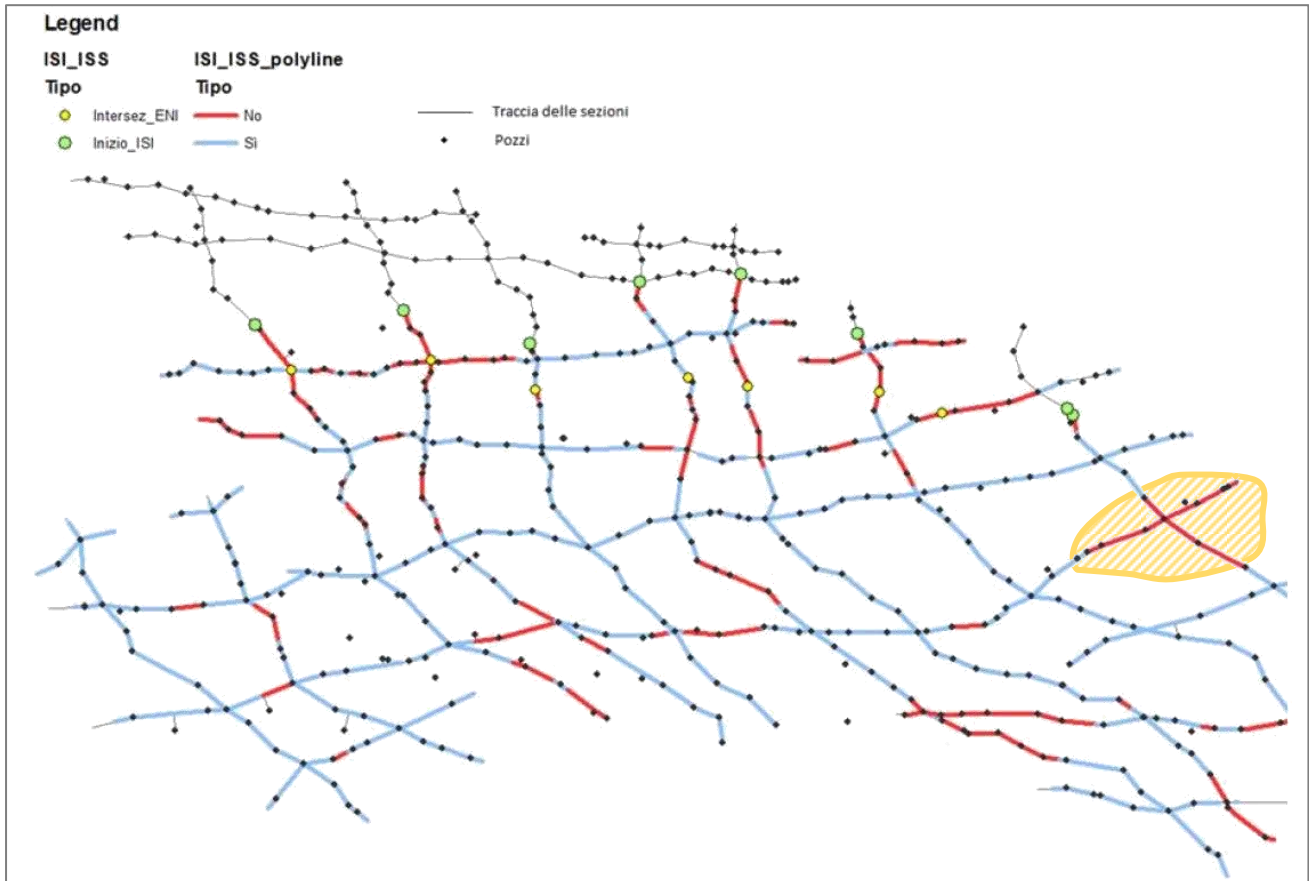 Legend
ISI_ISS ISI_ISS_polyline
Tipo Tipo
Intersez_ENI No Traccia delle sezioni
Inizio_ISI Sì Pozzi